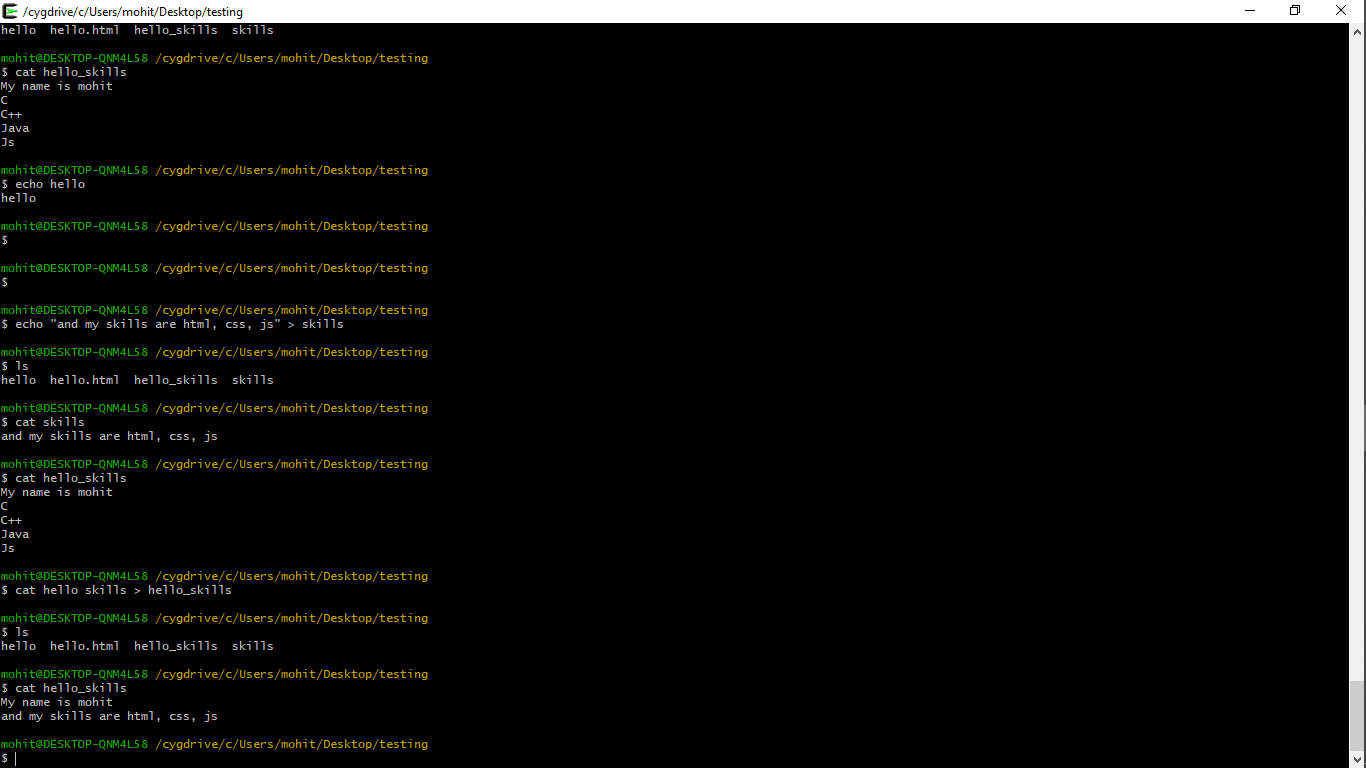 /cygdrive/c/Users/mohit/Desktop/testing
hello  hello.html  hello_skills  skills
mohit@DESKTOP-QNM4L58 /cygdrive/c/Users/mohit/Desktop/testing
$ cat hello_skills
My name is mohit
C
C++
Java
Js
mohit@DESKTOP-QNM4L58 /cygdrive/c/Users/mohit/Desktop/testing
$ echo hello
hello
mohit@DESKTOP-QNM4L58 /cygdrive/c/Users/mohit/Desktop/testing
$
mohit@DESKTOP-QNM4L58 /cygdrive/c/Users/mohit/Desktop/testing
$
mohit@DESKTOP-QNM4L58 /cygdrive/c/Users/mohit/Desktop/testing
$ echo "and my skills are html, css, js" > skills
mohit@DESKTOP-QNM4L58 /cygdrive/c/Users/mohit/Desktop/testing
$ ls
hello  hello.html  hello_skills  skills
mohit@DESKTOP-QNM4L58 /cygdrive/c/Users/mohit/Desktop/testing
$ cat skills
and my skills are html, css, js
mohit@DESKTOP-QNM4L58 /cygdrive/c/Users/mohit/Desktop/testing
$ cat hello_skills
My name is mohit
C
C++
Java
Js
mohit@DESKTOP-QNM4L58 /cygdrive/c/Users/mohit/Desktop/testing
$ cat hello skills > hello_skills
mohit@DESKTOP-QNM4L58 /cygdrive/c/Users/mohit/Desktop/testing
$ ls
hello  hello.html  hello_skills  skills
mohit@DESKTOP-QNM4L58 /cygdrive/c/Users/mohit/Desktop/testing
$ cat hello_skills
My name is mohit
and my skills are html, css, js
mohit@DESKTOP-QNM4L58 /cygdrive/c/Users/mohit/Desktop/testing
$